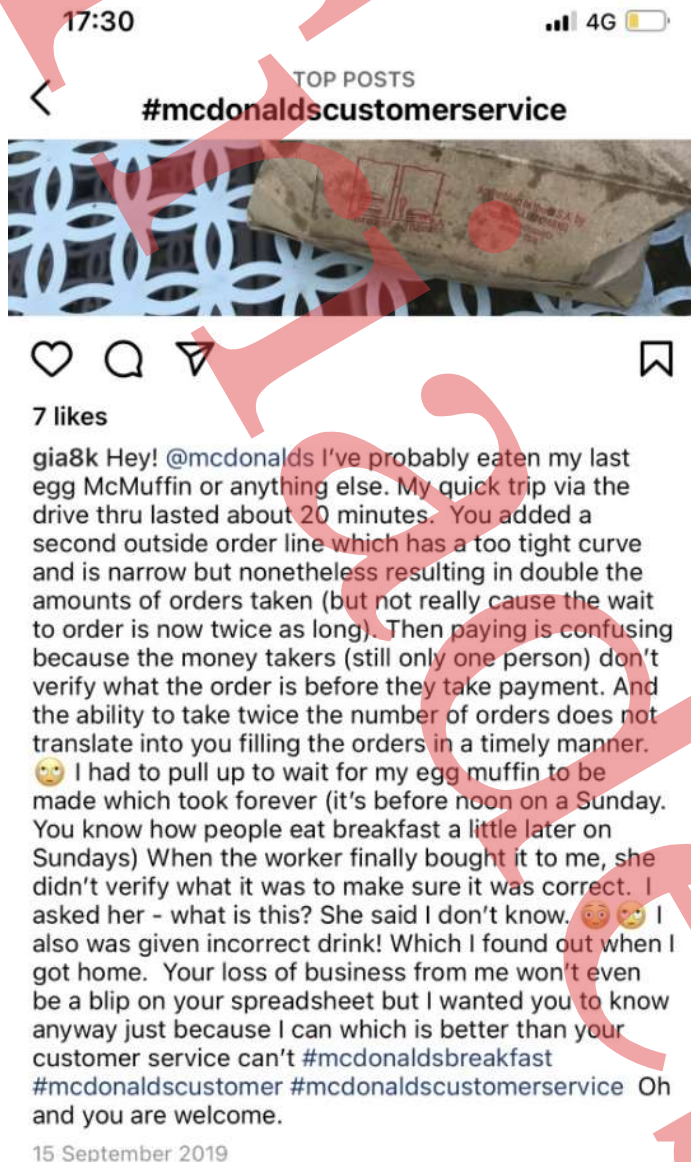 17:30
4G
TOP POSTS
#mcdonaldscustomerservice
7 likes
gia8k Hey! @mcdonalds I've probably eaten my last
egg McMuffin or anything else. My quick trip via the
drive thru lasted about 20 minutes.  You added a
second outside order line which has a too tight curve
and is narrow but nonetheless resulting in double the
amounts of orders taken (but not really cause the wait
to order is now twice as long). Then paying is confusing
because the money takers (still only one person) don't
verify what the order is before they take payment. And
the ability to take twice the number of orders does not
translate into you filling the orders in a timely manner.
🙄 I had to pull up to wait for my egg muffin to be
made which took forever (it's before noon on a Sunday.
You know how people eat breakfast a little later on
Sundays) When the worker finally bought it to me, she
didn't verify what it was to make sure it was correct.  I
asked her - what is this? She said I don't know. 😳 🙄 I
also was given incorrect drink! Which I found out when I
got home.  Your loss of business from me won't even
be a blip on your spreadsheet but I wanted you to know
anyway just because I can which is better than your
customer service can't #mcdonaldsbreakfast
#mcdonaldscustomer #mcdonaldscustomerservice  Oh
and you are welcome.
15 September 2019